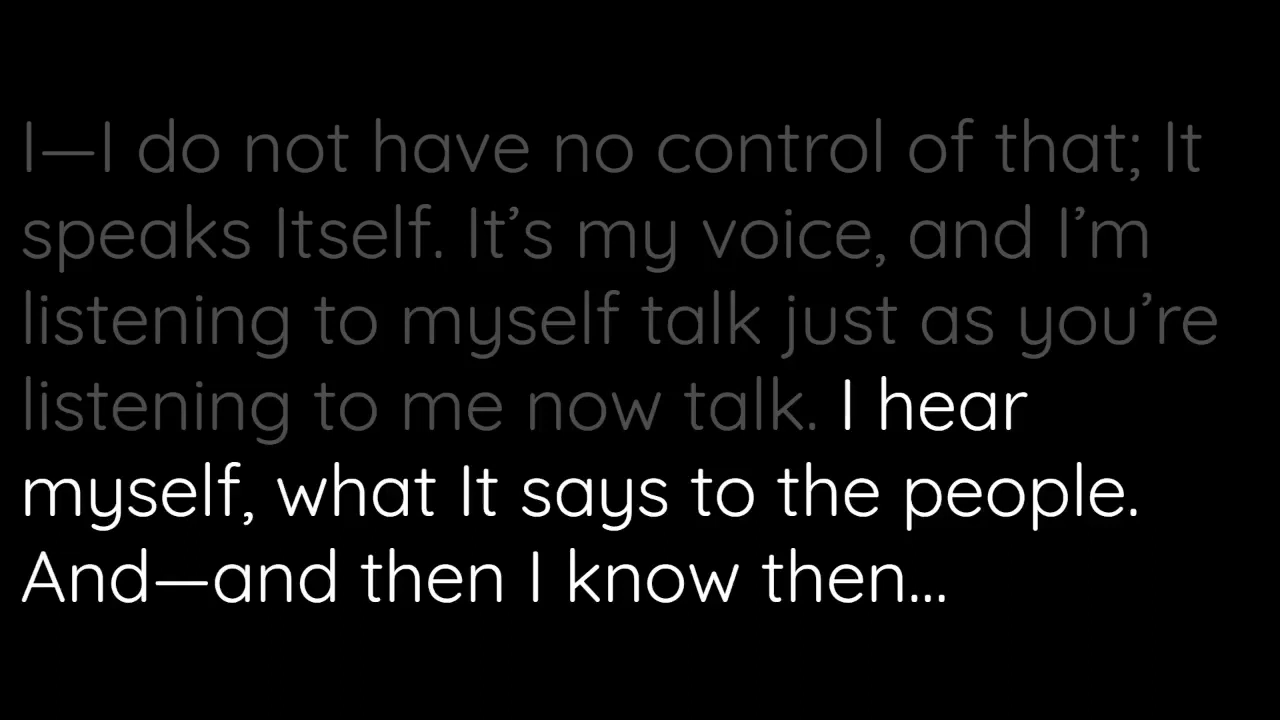 I—I do not have no control of that; It
speaks Itself. It’s my voice, and I’m
listening to myself talk just as you’re
listening to me now talk. I hear
myself, what It says to the people.
And—and then I know then...